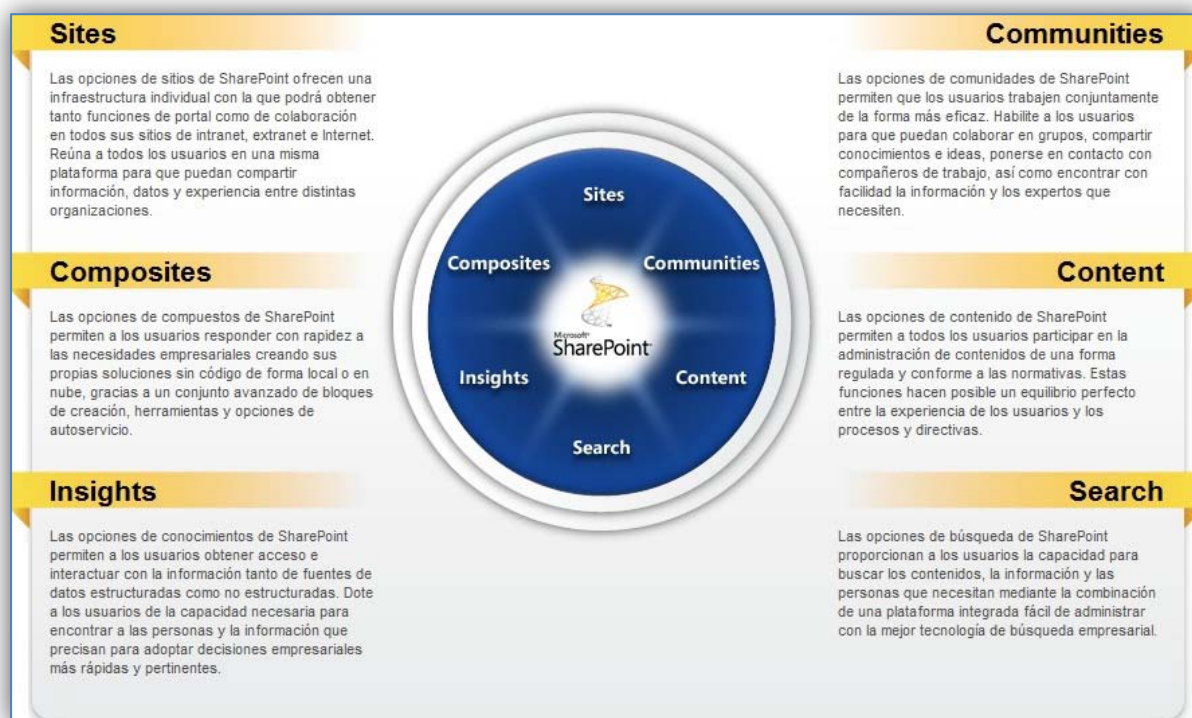 Sites
Las opciones de sitios de SharePoint ofrecen una
infraestructura individual con la que podrá obtener
tanto funciones de portal como de colaboración
en todos sus sitios de intranet, extranet e Internet.
Reúna a todos los usuarios en una misma
plataforma para que puedan compartir
información, datos y experiencia entre distintas
organizaciones.
Composites
Las opciones de compuestos de SharePoint
permiten a los usuarios responder con rapidez a
las necesidades empresariales creando sus
propias soluciones sin código de forma local o en
nube, gracias a un conjunto avanzado de bloques
de creación, herramientas y opciones de
autoservicio.
Insights
Las opciones de conocimientos de SharePoint
permiten a los usuarios obtener acceso e
interactuar con la información tanto de fuentes de
datos estructuradas como no estructuradas. Dote
a los usuarios de la capacidad necesaria para
encontrar a las personas y la información que
precisan para adoptar decisiones empresariales
más rápidas y pertinentes.
Sites
Composites
Communities
Microsoft
SharePoint
Insights
Content
Search
Communities
Las opciones de comunidades de SharePoint
permiten que los usuarios trabajen conjuntamente
de la forma más eficaz. Habilite a los usuarios
para que puedan colaborar en grupos, compartir
conocimientos e ideas, ponerse en contacto con
compañeros de trabajo, así como encontrar con
facilidad la información y los expertos que
necesiten.
Content
Las opciones de contenido de SharePoint
permiten a todos los usuarios participar en la
administración de contenidos de una forma
regulada y conforme a las normativas. Estas
funciones hacen posible un equilibrio perfecto
entre la experiencia de los usuarios y los
procesos y directivas.
Search
Las opciones de búsqueda de SharePoint
proporcionan a los usuarios la capacidad para
buscar los contenidos, la información y las
personas que necesitan mediante la combinación
de una plataforma integrada fácil de administrar
con la mejor tecnología de búsqueda empresarial.